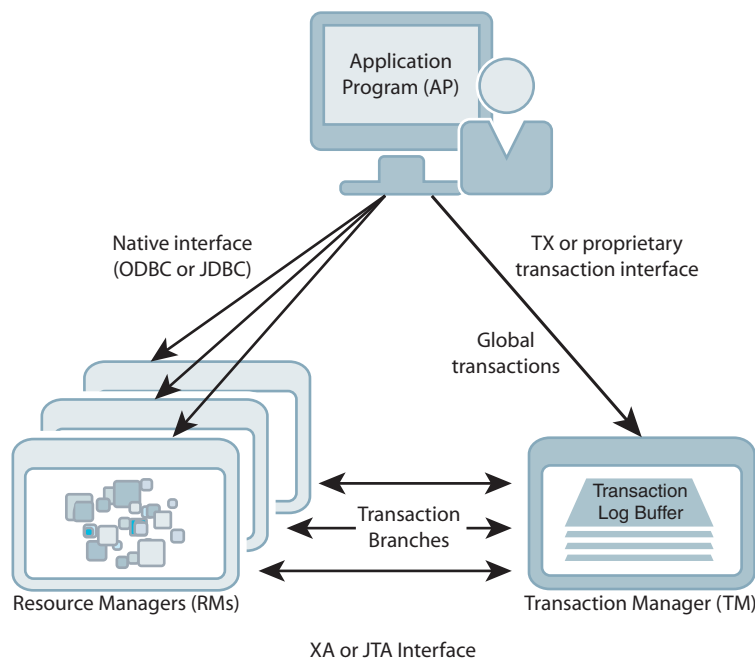 Application
Program (AP)
Native interface
(ODBC or JDBC)
TX or proprietary
transaction interface
Global
transactions
Transaction
Log Buffer
Transaction
Branches
Resource Managers (RMs)
Transaction Manager (TM)
XA or JTA Interface